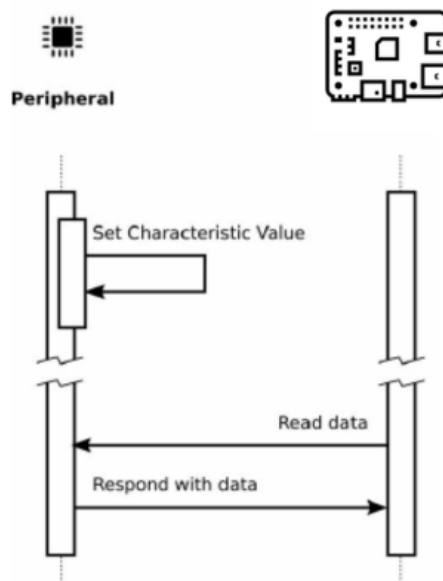 Peripheral
Set Characteristic Value
Read data
Respond with data